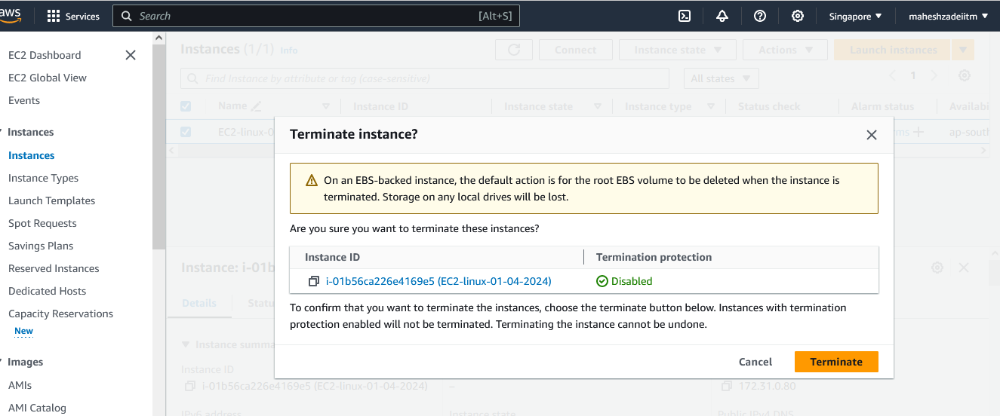 aws
Services
Search
[Alt+S]
Singapore
maheshzadeiitm
EC2 Dashboard
EC2 Global View
Events
Instances
Instances
Instance Types
Launch Templates
Spot Requests
Savings Plans
Reserved Instances
Dedicated Hosts
Capacity Reservations
New
Images
AMIs
AMI Catalog
Instances (1/1) Info
Connect
Instance state
Actions
Launch instances
Find Instance by attribute or tag (case-sensitive)
All states
1
Name
Instance ID
Instance state
Instance type
Status check
Alarm status
Availabi
EC2-linux-0
ms
ap-south
Terminate instance?
On an EBS-backed instance, the default action is for the root EBS volume to be deleted when the instance is
terminated. Storage on any local drives will be lost.
Are you sure you want to terminate these instances?
Instance ID
Termination protection
i-01b56ca226e4169e5 (EC2-linux-01-04-2024)
Disabled
To confirm that you want to terminate the instances, choose the terminate button below. Instances with termination
protection enabled will not be terminated. Terminating the instance cannot be undone.
Cancel
Terminate
Instance: i-01b
Details
Statu
Instance summa
Instance ID
i-01b56ca226e4169e5 (EC2-linux-01-04-2024)
–
172.31.0.80
IPv6 address
Instance state
Public IPv4 DNS